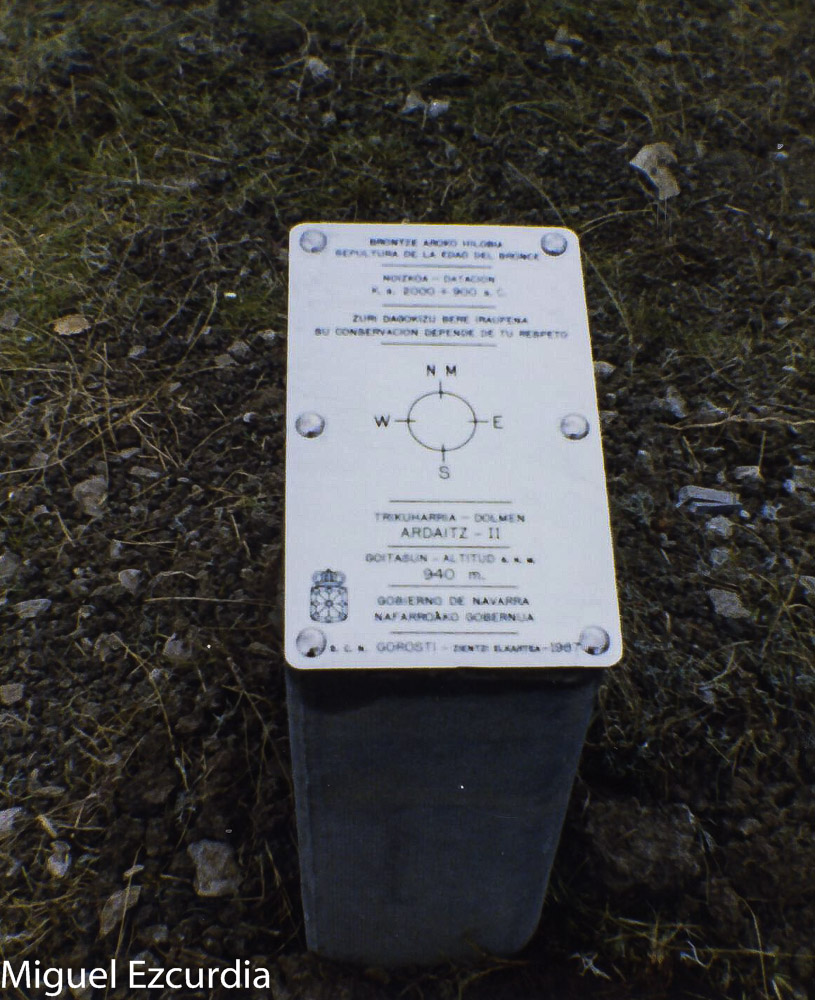 BRONTZE AROKO HILOBIA
SEPULTURA DE LA EDAD DEL BRONCE
NOIZKOA - DATACION
K. a. 2000 + 900 a. C.
ZURI DAGOKIZU BERE IRAUPENA
SU CONSERVACION DEPENDE DE TU RESPETO
N M
W E
S
TRIKUHARRIA - DOLMEN
ARDAITZ - II
GOITASUN - ALTITUD s. n. m.
940 m.
GOBIERNO DE NAVARRA
NAFARROAKO GOBERNUA
S. C. N. GOROSTI - ZIENTZI ELKARTEA - 1987
Miguel Ezcurdia